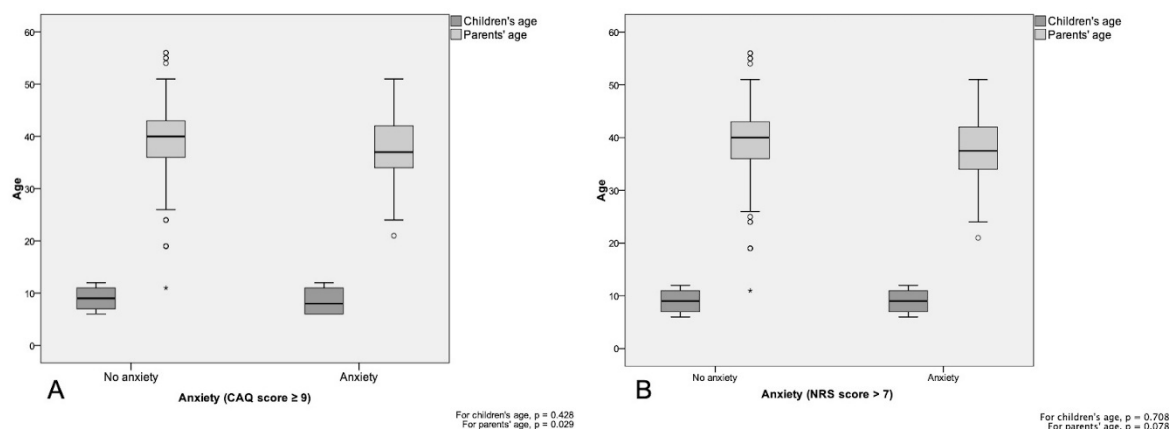 Children's age
Parents' age
60
50
40
30
20
10
0
Age
No anxiety
Anxiety
A
Anxiety (CAQ score ≥ 9)
For children's age, p = 0.428
For parents' age, p = 0.029
Children's age
Parents' age
60
50
40
30
20
10
0
Age
No anxiety
Anxiety
B
Anxiety (NRS score > 7)
For children's age, p = 0.708
For parents' age, p = 0.078